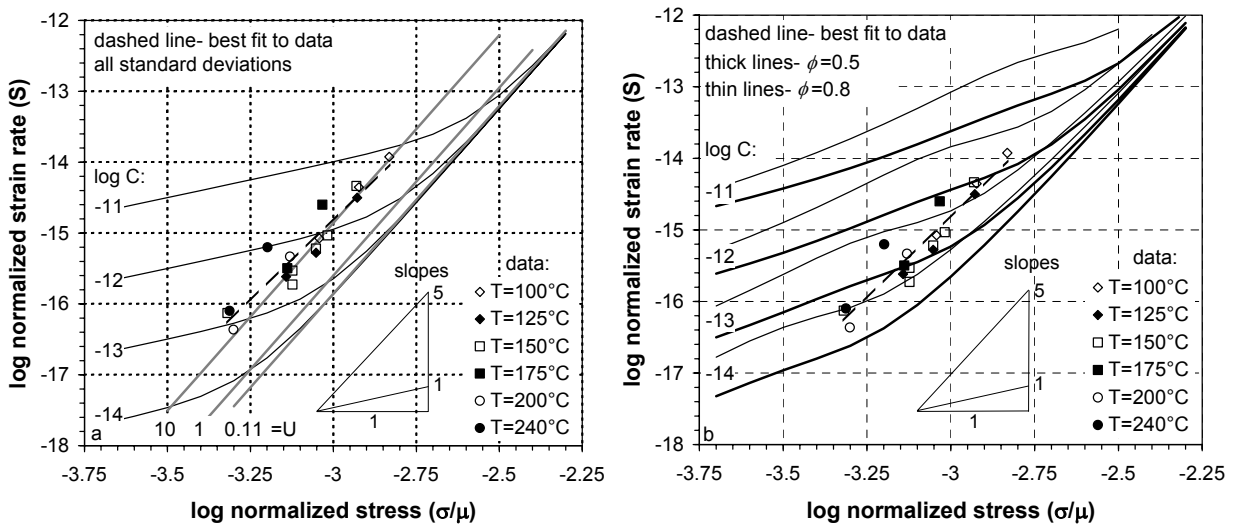 dashed line- best fit to data
all standard deviations
log C:
-11
-12
-13
-14
10 1 0.11 =U
slopes
5
1
1
data:
T=100°C
T=125°C
T=150°C
T=175°C
T=200°C
T=240°C
a
-12
-13
-14
-15
-16
-17
-18
-3.75 -3.5 -3.25 -3 -2.75 -2.5 -2.25
log normalized strain rate (S)
log normalized stress (σ/μ)
dashed line- best fit to data
thick lines- ϕ=0.5
thin lines- ϕ=0.8
log C:
-11
-12
-13
-14
slopes
5
1
1
data:
T=100°C
T=125°C
T=150°C
T=175°C
T=200°C
T=240°C
b
-12
-13
-14
-15
-16
-17
-18
-3.75 -3.5 -3.25 -3 -2.75 -2.5 -2.25
log normalized strain rate (S)
log normalized stress (σ/μ)